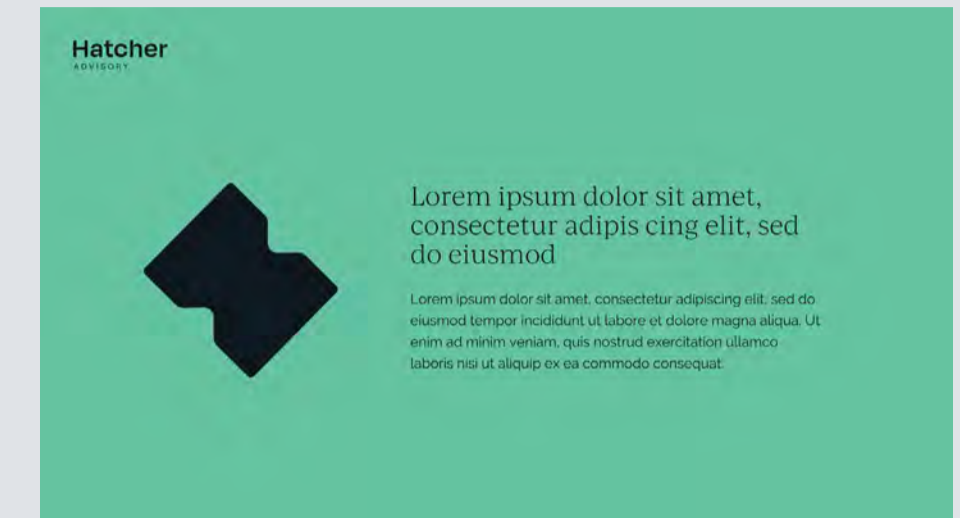 Hatcher
ADVISORY
Lorem ipsum dolor sit amet,
consectetur adipis cing elit, sed
do eiusmod
Lorem ipsum dolor sit amet, consectetur adipiscing elit, sed do
eiusmod tempor incididunt ut labore et dolore magna aliqua. Ut
enim ad minim veniam, quis nostrud exercitation ullamco
laboris nisi ut aliquip ex ea commodo consequat.